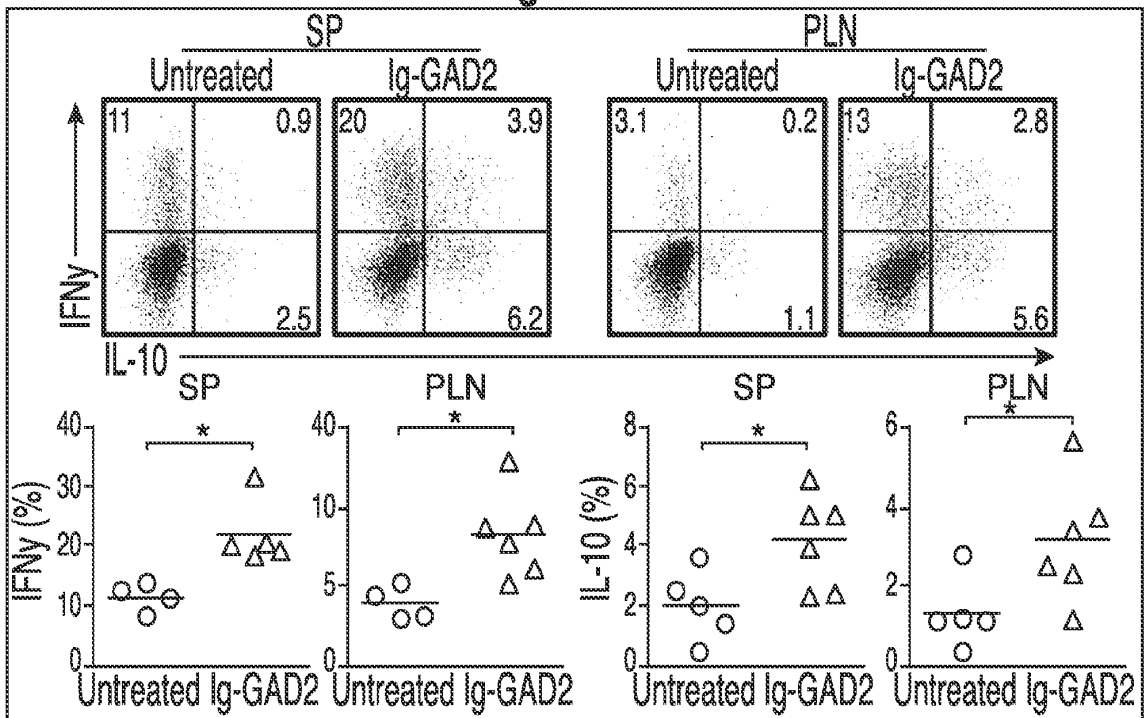 SP PLN
Untreated Ig-GAD2 Untreated Ig-GAD2
11 0.9 20 3.9 3.1 0.2 13 2.8
IFNy
2.5 6.2 1.1 5.6
IL-10
SP PLN SP PLN
40 40 8 6
* * * *
30 10 6 4
20 5 4 2
10 0 2 0
0 0
IFNy (%) IL-10 (%)
Untreated Ig-GAD2 Untreated Ig-GAD2 Untreated Ig-GAD2 Untreated Ig-GAD2